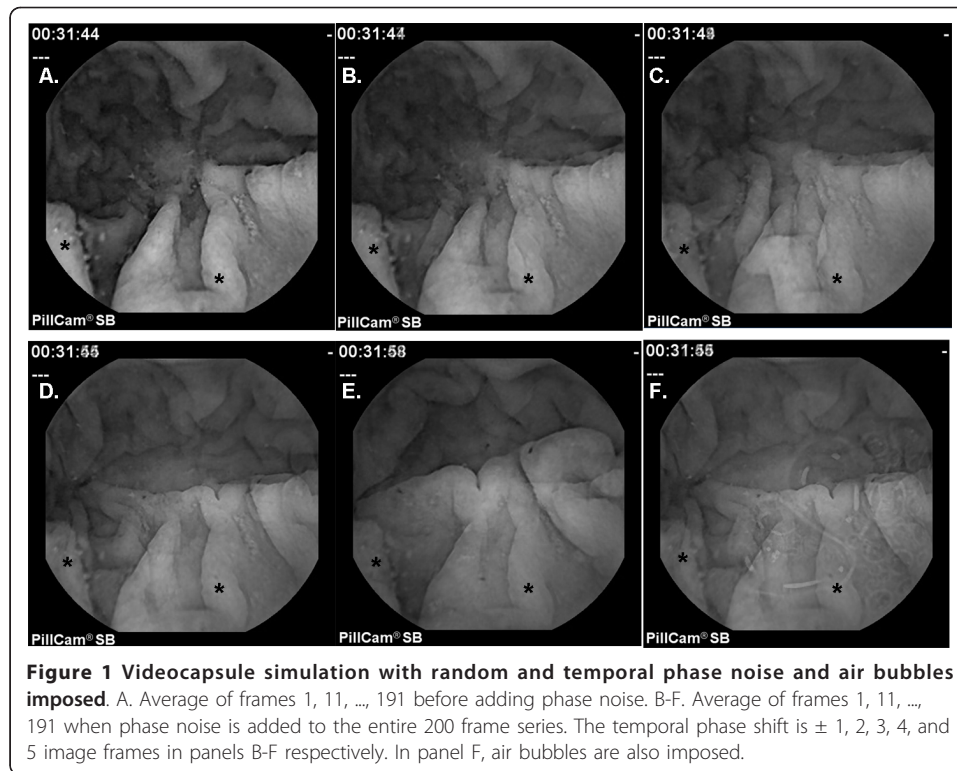 00:31:44 -
---
A.
*
*
PillCam® SB
-
---
B.
*
*
PillCam® SB
-
---
C.
*
*
PillCam® SB
-
---
D.
*
*
PillCam® SB
-
---
E.
*
*
PillCam® SB
-
---
F.
*
*
PillCam® SB
Figure 1 Videocapsule simulation with random and temporal phase noise and air bubbles
imposed. A. Average of frames 1, 11, ..., 191 before adding phase noise. B-F. Average of frames 1, 11, ...,
191 when phase noise is added to the entire 200 frame series. The temporal phase shift is ± 1, 2, 3, 4, and
5 image frames in panels B-F respectively. In panel F, air bubbles are also imposed.